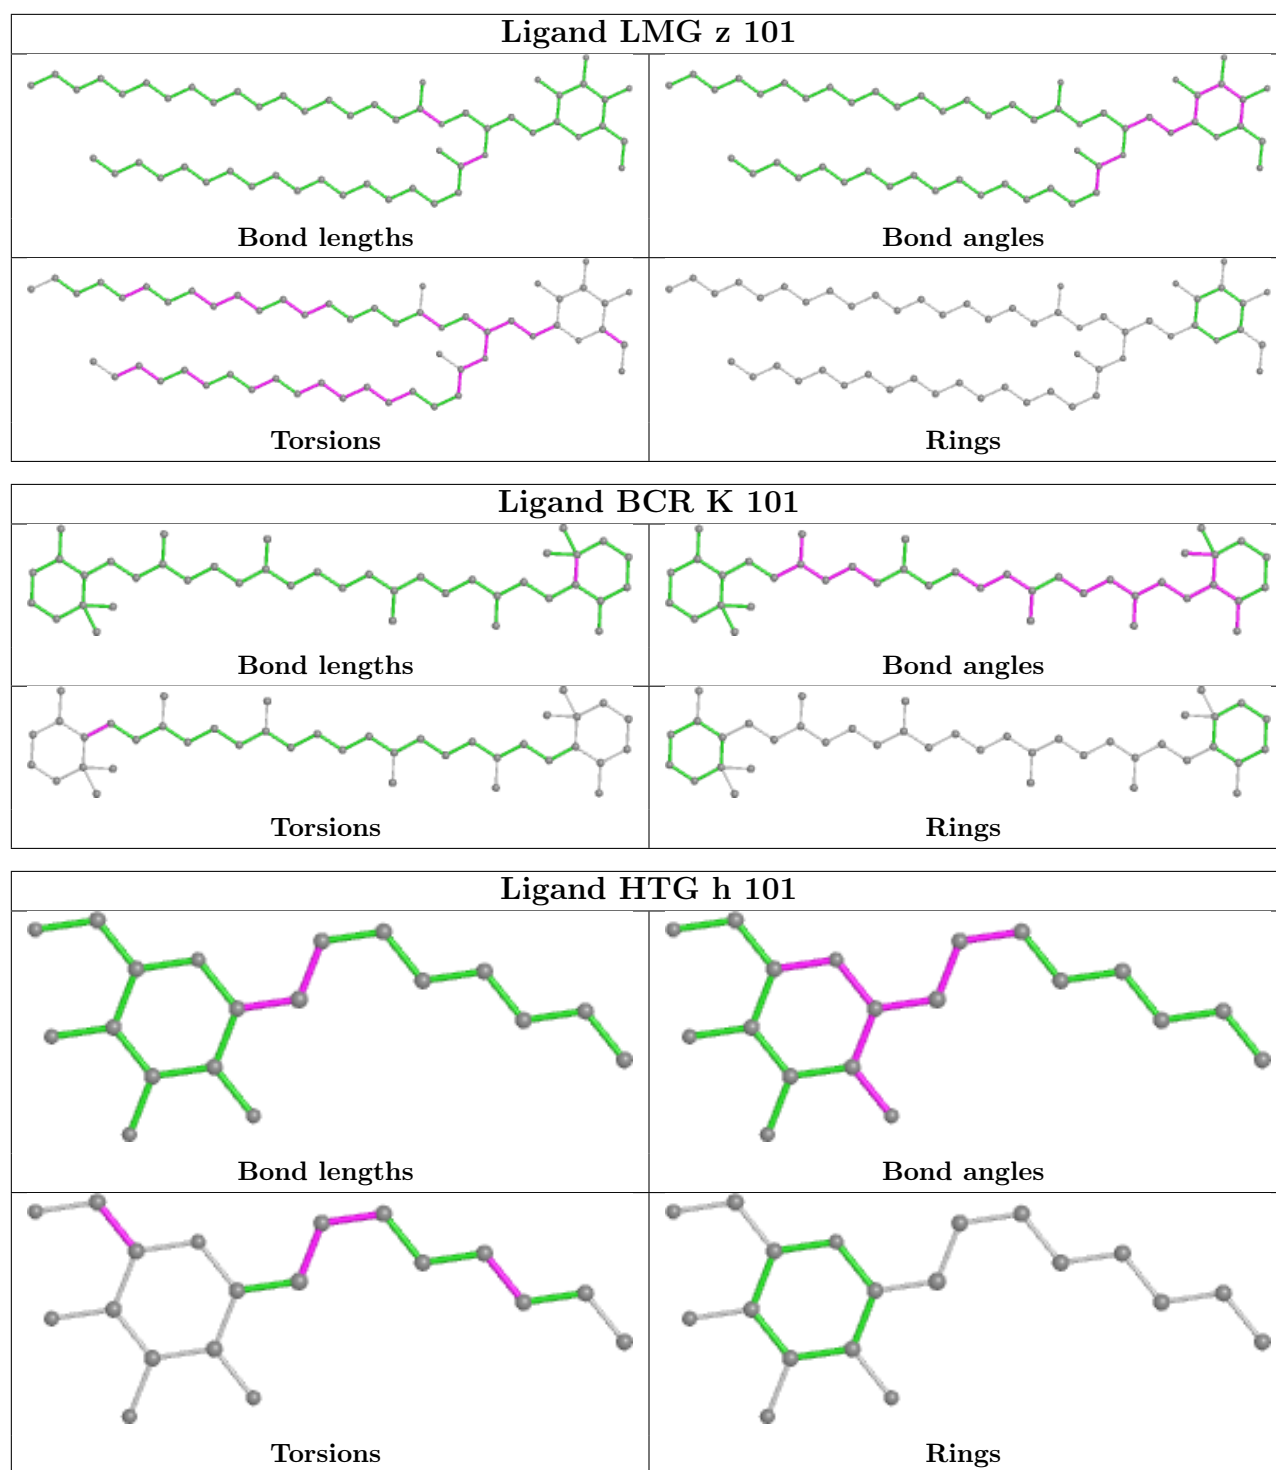 Ligand LMG z 101
Bond lengths
Bond angles
Torsions
Rings
Ligand BCR K 101
Bond lengths
Bond angles
Torsions
Rings
Ligand HTG h 101
Bond lengths
Bond angles
Torsions
Rings